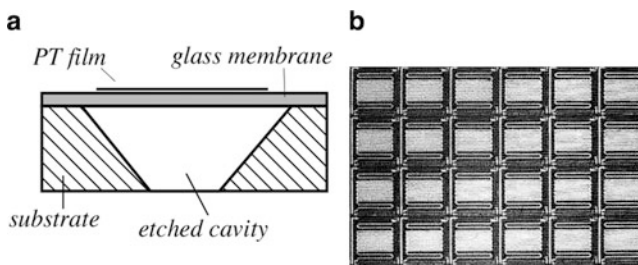 a
PT film
glass membrane
substrate
etched cavity
b